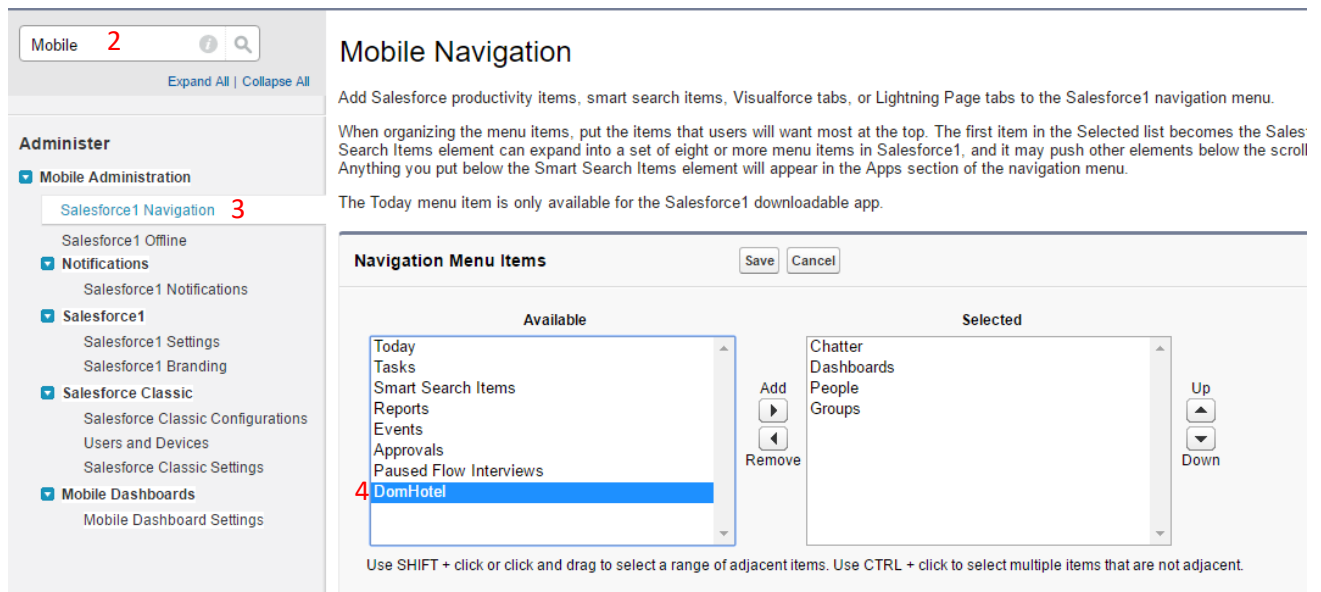 Mobile 2
Expand All | Collapse All
Administer
Mobile Administration
Salesforce1 Navigation 3
Salesforce1 Offline
Notifications
Salesforce1 Notifications
Salesforce1
Salesforce1 Settings
Salesforce1 Branding
Salesforce Classic
Salesforce Classic Configurations
Users and Devices
Salesforce Classic Settings
Mobile Dashboards
Mobile Dashboard Settings
Mobile Navigation
Add Salesforce productivity items, smart search items, Visualforce tabs, or Lightning Page tabs to the Salesforce1 navigation menu.
When organizing the menu items, put the items that users will want most at the top. The first item in the Selected list becomes the Sales
Search Items element can expand into a set of eight or more menu items in Salesforce1, and it may push other elements below the scroll
Anything you put below the Smart Search Items element will appear in the Apps section of the navigation menu.
The Today menu item is only available for the Salesforce1 downloadable app.
Navigation Menu Items Save Cancel
Available
Today
Tasks
Smart Search Items
Reports
Events
Approvals
Paused Flow Interviews
4 DomHotel
Add
Remove
Selected
Chatter
Dashboards
People
Groups
Up
Down
Use SHIFT + click or click and drag to select a range of adjacent items. Use CTRL + click to select multiple items that are not adjacent.